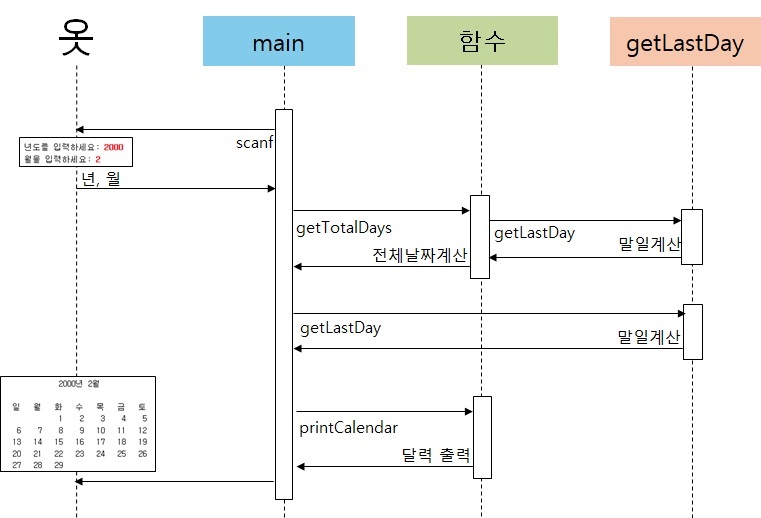 옷
main
함수
getLastDay
scanf
년도를 입력하세요: 2000
월을 입력하세요: 2
년, 월
getTotalDays
getLastDay
말일계산
전체날짜계산
getLastDay
말일계산
2000년 2월
일 월 화 수 목 금 토
1 2 3 4 5
6 7 8 9 10 11 12
13 14 15 16 17 18 19
20 21 22 23 24 25 26
27 28 29
printCalendar
달력 출력